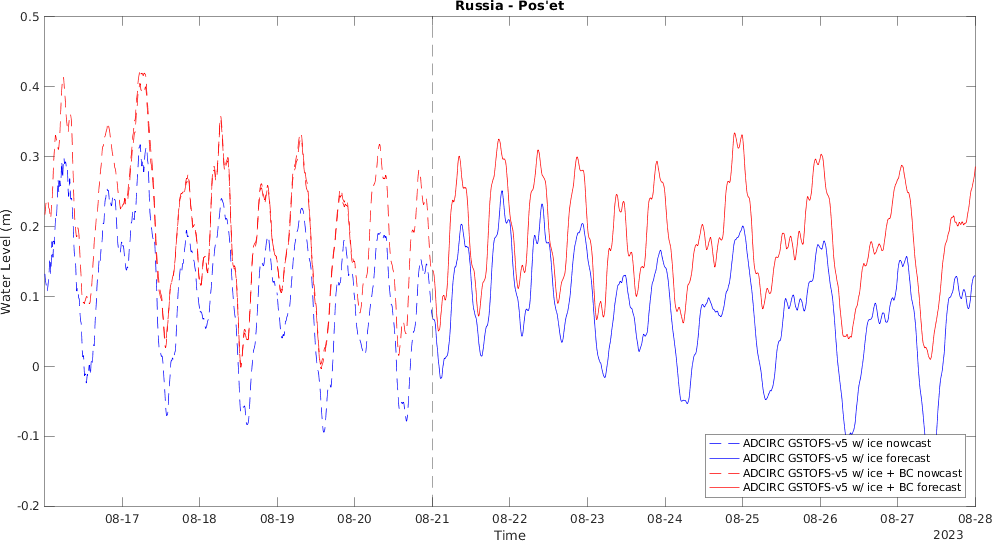 Russia - Pos'et
0.5
0.4
0.3
0.2
0.1
0
-0.1
-0.2
Water Level (m)
ADCIRC GSTOFS-v5 w/ ice nowcast
ADCIRC GSTOFS-v5 w/ ice forecast
ADCIRC GSTOFS-v5 w/ ice + BC nowcast
ADCIRC GSTOFS-v5 w/ ice + BC forecast
08-17 08-18 08-19 08-20 08-21 08-22 08-23 08-24 08-25 08-26 08-27 08-28
Time
2023